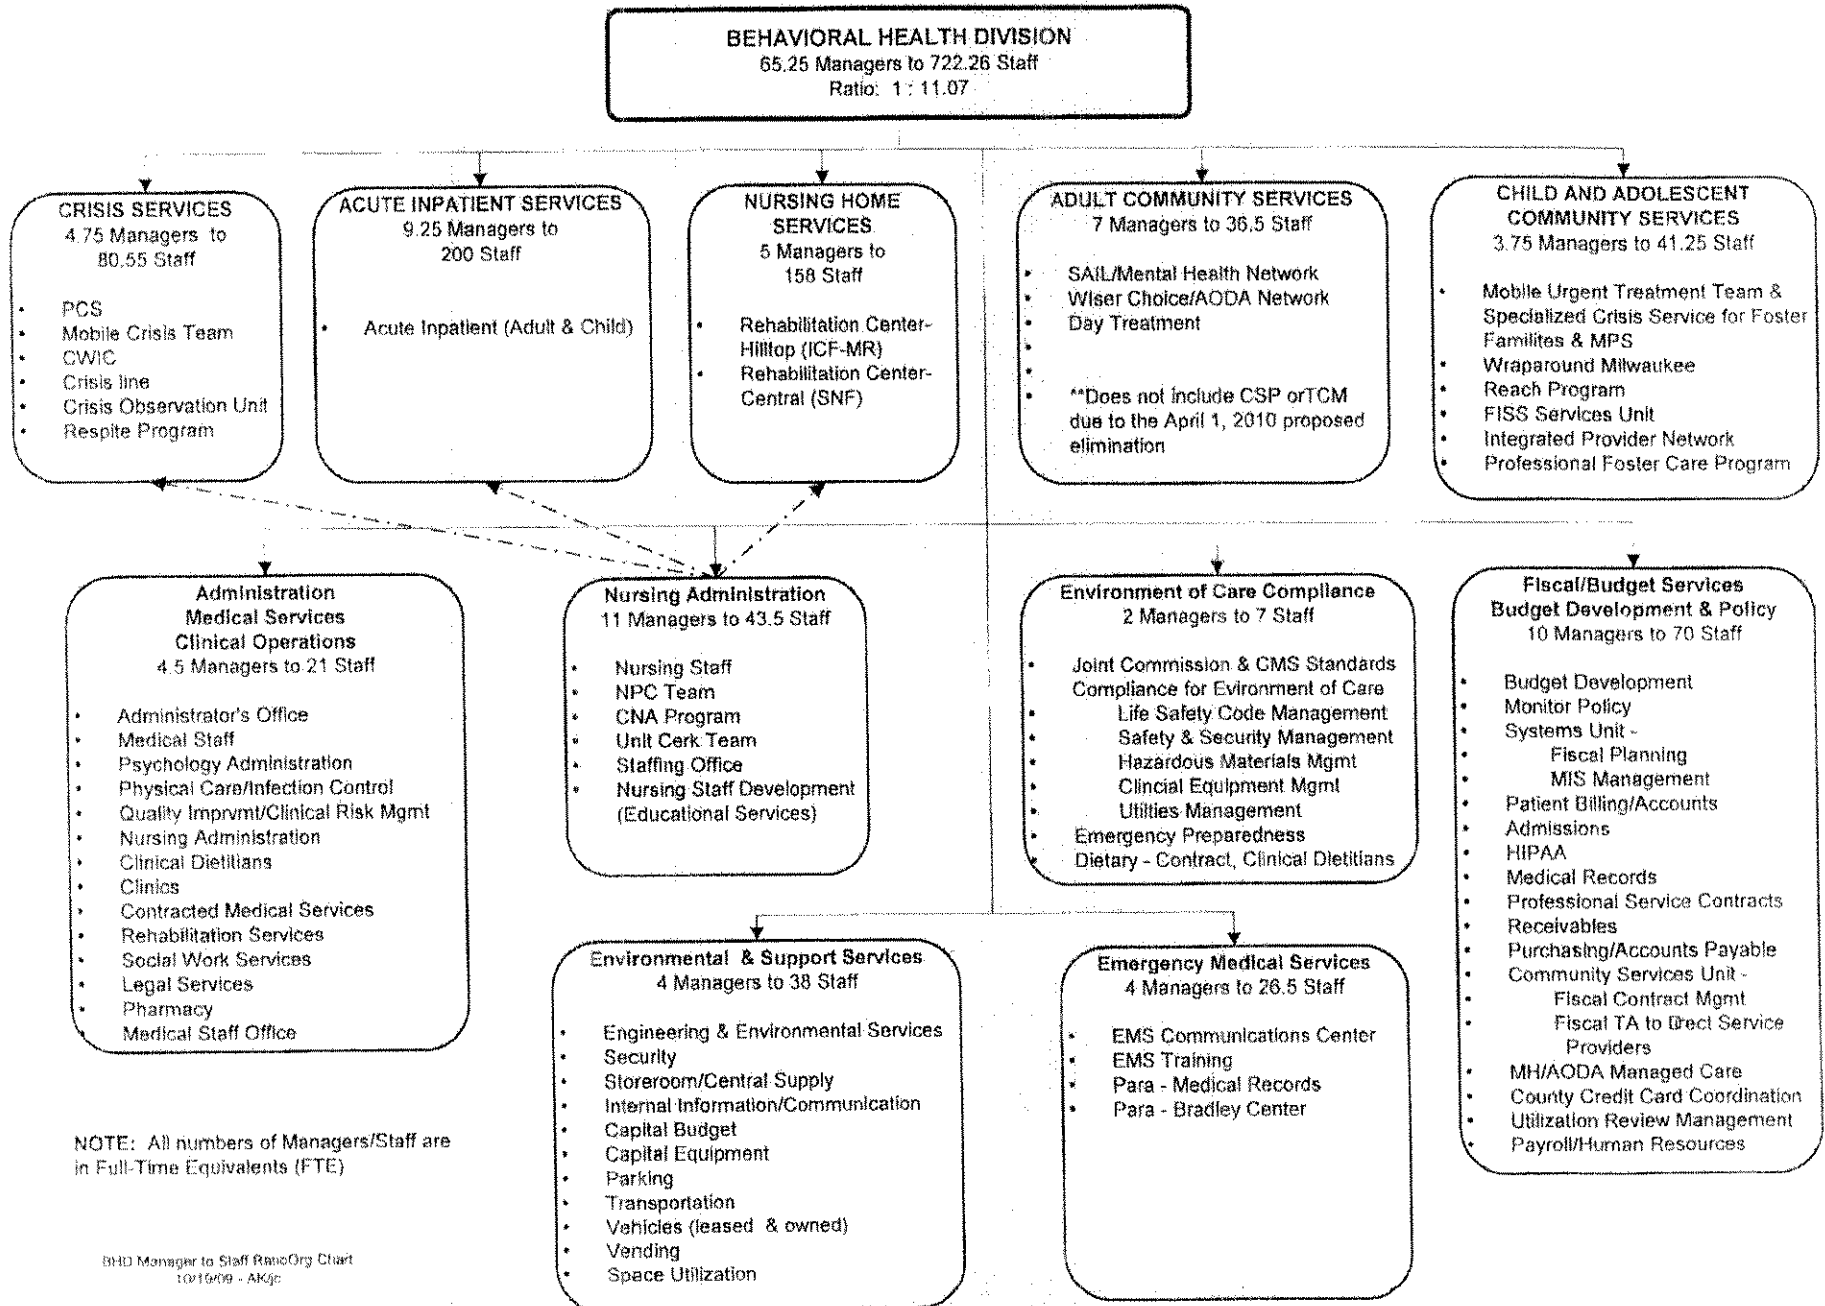 BEHAVIORAL HEALTH DIVISION
65.25 Managers to 722.26 Staff
Ratio: 1 : 11.07
CRISIS SERVICES
4.75 Managers to
80.55 Staff
• PCS
• Mobile Crisis Team
• CWIC
• Crisis line
• Crisis Observation Unit
• Respite Program
ACUTE INPATIENT SERVICES
9.25 Managers to
200 Staff
• Acute Inpatient (Adult & Child)
NURSING HOME
SERVICES
5 Managers to
158 Staff
• Rehabilitation Center-
Hilltop (ICF-MR)
• Rehabilitation Center-
Central (SNF)
ADULT COMMUNITY SERVICES
7 Managers to 36.5 Staff
• SAIL/Mental Health Network
• Wiser Choice/AODA Network
• Day Treatment
•
•
• **Does not include CSP orTCM
due to the April 1, 2010 proposed
elimination
CHILD AND ADOLESCENT
COMMUNITY SERVICES
3.75 Managers to 41.25 Staff
• Mobile Urgent Treatment Team &
Specialized Crisis Service for Foster
Familites & MPS
• Wraparound Milwaukee
• Reach Program
• FISS Services Unit
• Integrated Provider Network
• Professional Foster Care Program
Administration
Medical Services
Clinical Operations
4.5 Managers to 21 Staff
• Administrator's Office
• Medical Staff
• Psychology Administration
• Physical Care/Infection Control
• Quality Imprvmt/Clinical Risk Mgmt
• Nursing Administration
• Clinical Dietitians
• Clinics
• Contracted Medical Services
• Rehabilitation Services
• Social Work Services
• Legal Services
• Pharmacy
• Medical Staff Office
Nursing Administration
11 Managers to 43.5 Staff
• Nursing Staff
• NPC Team
• CNA Program
• Unit Cerk Team
• Staffing Office
• Nursing Staff Development
(Educational Services)
Environment of Care Compliance
2 Managers to 7 Staff
• Joint Commission & CMS Standards
Compliance for Evironment of Care
• Life Safety Code Management
• Safety & Security Management
• Hazardous Materials Mgmt
• Clincial Equipment Mgmt
• Utilties Management
• Emergency Preparedness
• Dietary - Contract, Clinical Dietitians
Fiscal/Budget Services
Budget Development & Policy
10 Managers to 70 Staff
• Budget Development
• Monitor Policy
• Systems Unit -
• Fiscal Planning
• MIS Management
• Patient Billing/Accounts
• Admissions
• HIPAA
• Medical Records
• Professional Service Contracts
• Receivables
• Purchasing/Accounts Payable
• Community Services Unit -
• Fiscal Contract Mgmt
• Fiscal TA to Direct Service
Providers
• MH/AODA Managed Care
• County Credit Card Coordination
• Utilization Review Management
• Payroll/Human Resources
Environmental & Support Services
4 Managers to 38 Staff
• Engineering & Environmental Services
• Security
• Storeroom/Central Supply
• Internal Information/Communication
• Capital Budget
• Capital Equipment
• Parking
• Transportation
• Vehicles (leased & owned)
• Vending
• Space Utilization
Emergency Medical Services
4 Managers to 26.5 Staff
• EMS Communications Center
• EMS Training
• Para - Medical Records
• Para - Bradley Center
NOTE: All numbers of Managers/Staff are
in Full-Time Equivalents (FTE)
BHD Manager to Staff Org Chart
- AK/jc